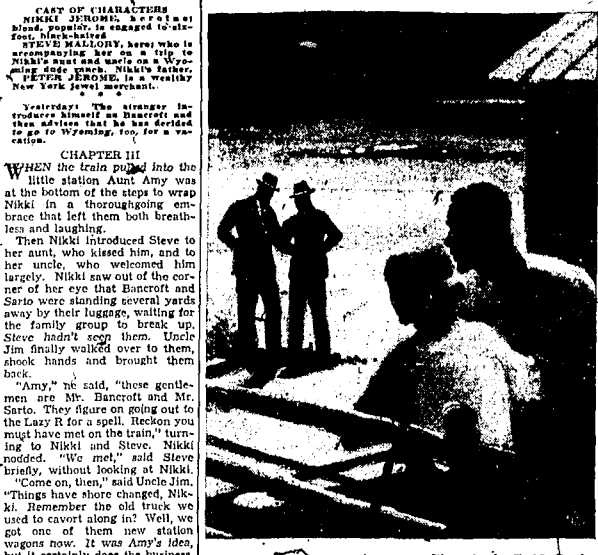 CAST OF CHARACTERS
NIKKI JEROME, heroine;
blond, popular, is engaged to six-
foot, black-haired
STEVE MALLORY, hero; who is
accompanying her on a trip to
Nikki's aunt and uncle on a Wyo-
ming dude ranch. Nikki's father,
PETER JEROME, is a wealthy
New York jewel merchant.
* * *
Yesterday: The stranger in-
troduces himself as Bancroft and
then advises that he has decided
to go to Wyoming, too, for a va-
cation.
CHAPTER III
WHEN the train pulled into the
little station Aunt Amy was
at the bottom of the steps to wrap
Nikki in a thoroughgoing em-
brace that left them both breath-
less and laughing.
Then Nikki introduced Steve to
her aunt, who kissed him, and to
her uncle, who welcomed him
largely. Nikki saw out of the cor-
ner of her eye that Bancroft and
Sarto were standing several yards
away by their luggage, waiting for
the family group to break up.
Steve hadn't seen them. Uncle
Jim finally walked over to them,
shook hands and brought them
back.
"Amy," he said, "these gentle-
men are Mr. Bancroft and Mr.
Sarto. They figure on going out to
the Lazy R for a spell. Reckon you
must have met on the train," turn-
ing to Nikki and Steve. Nikki
nodded. "We met," said Steve
briefly, without looking at Nikki.
"Come on, then," said Uncle Jim.
"Things have shore changed, Nik-
ki. Remember the old truck we
used to cavort along in? Well, we
got one of them new station
wagons now. It was Amy's idea,
but it certainly does the business